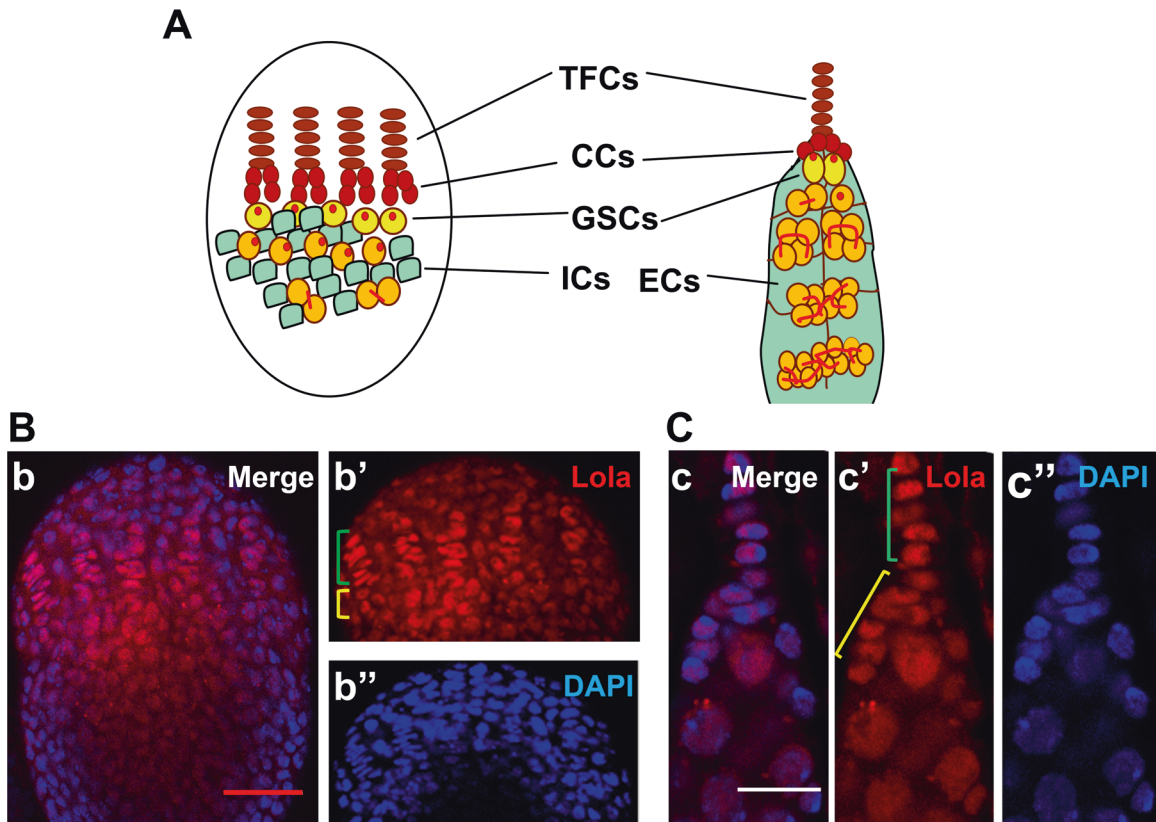 A
TFCs
CCs
GSCs
ICs ECs
B
C
b Merge
b’ Lola
b’’ DAPI
c Merge
c’ Lola
c’’ DAPI